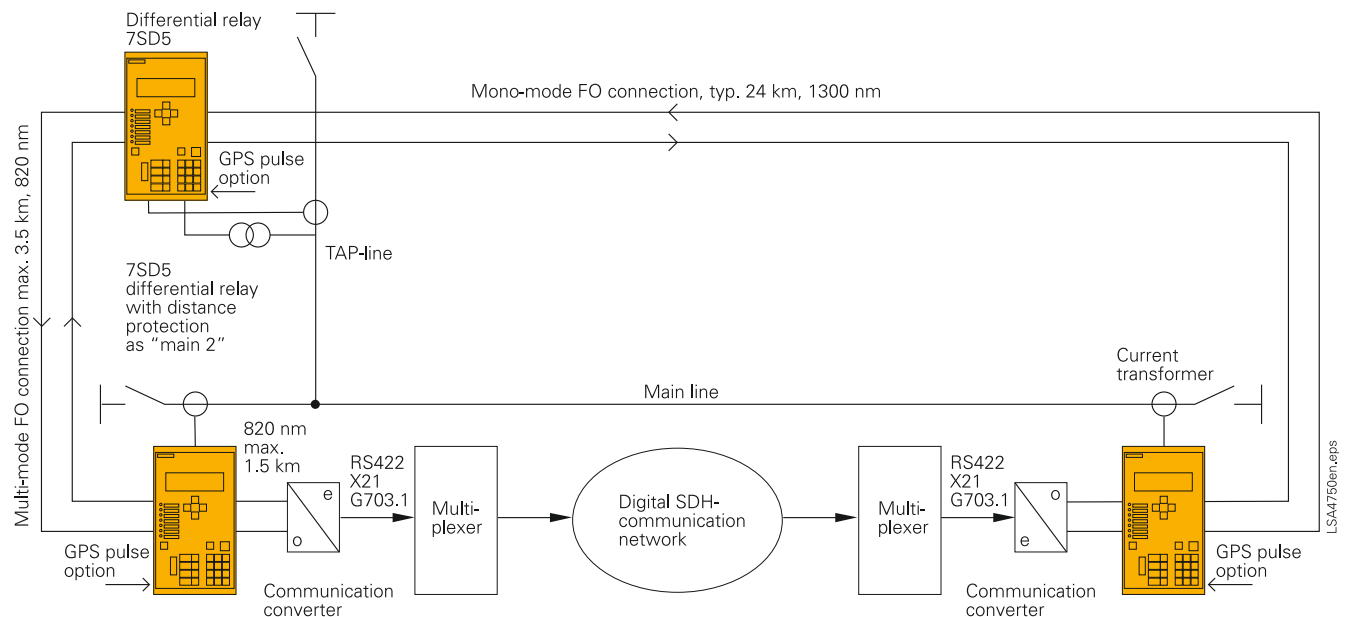 Differential relay
7SD5
Mono-mode FO connection, typ. 24 km, 1300 nm
Multi-mode FO connection max. 3.5 km, 820 nm
GPS pulse
option
TAP-line
7SD5
differential relay
with distance
protection
as “main 2”
Current
transformer
Main line
820 nm
max.
1.5 km
RS422
X21
G703.1
e
o
Multi-
plexer
Digital SDH-
communication
network
Multi-
plexer
RS422
X21
G703.1
o
e
GPS pulse
option
Communication
converter
Communication
converter
GPS pulse
option
LSA4750en.eps